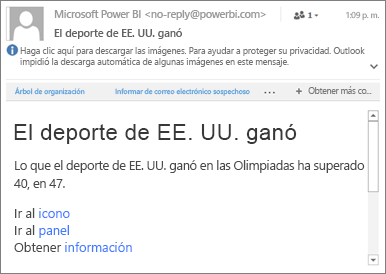 Microsoft Power BI <no-reply@powerbi.com>
1
1:09 p. m.
El deporte de EE. UU. ganó
Haga clic aquí para descargar las imágenes. Para ayudar a proteger su privacidad. Outlook
impidió la descarga automática de algunas imágenes en este mensaje.
Árbol de organización
Informar de correo electrónico sospechoso
...
+ Obtener más co...
El deporte de EE. UU. ganó
Lo que el deporte de EE. UU. ganó en las Olimpiadas ha superado
40, en 47.
Ir al icono
Ir al panel
Obtener información